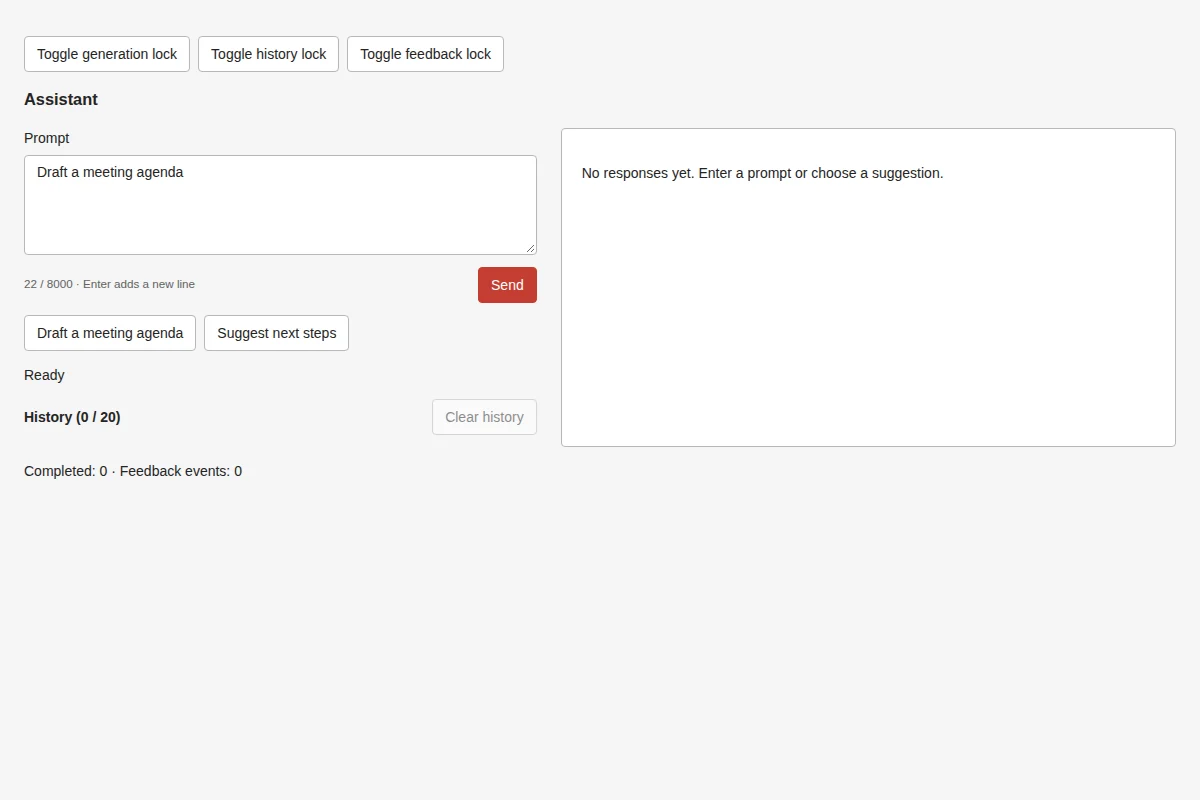 Toggle generation lock Toggle history lock Toggle feedback lock
Assistant
Prompt
Draft a meeting agenda
22 / 8000 · Enter adds a new line
Send
Draft a meeting agenda Suggest next steps
Ready
History (0 / 20)
Clear history
Completed: 0 · Feedback events: 0
No responses yet. Enter a prompt or choose a suggestion.